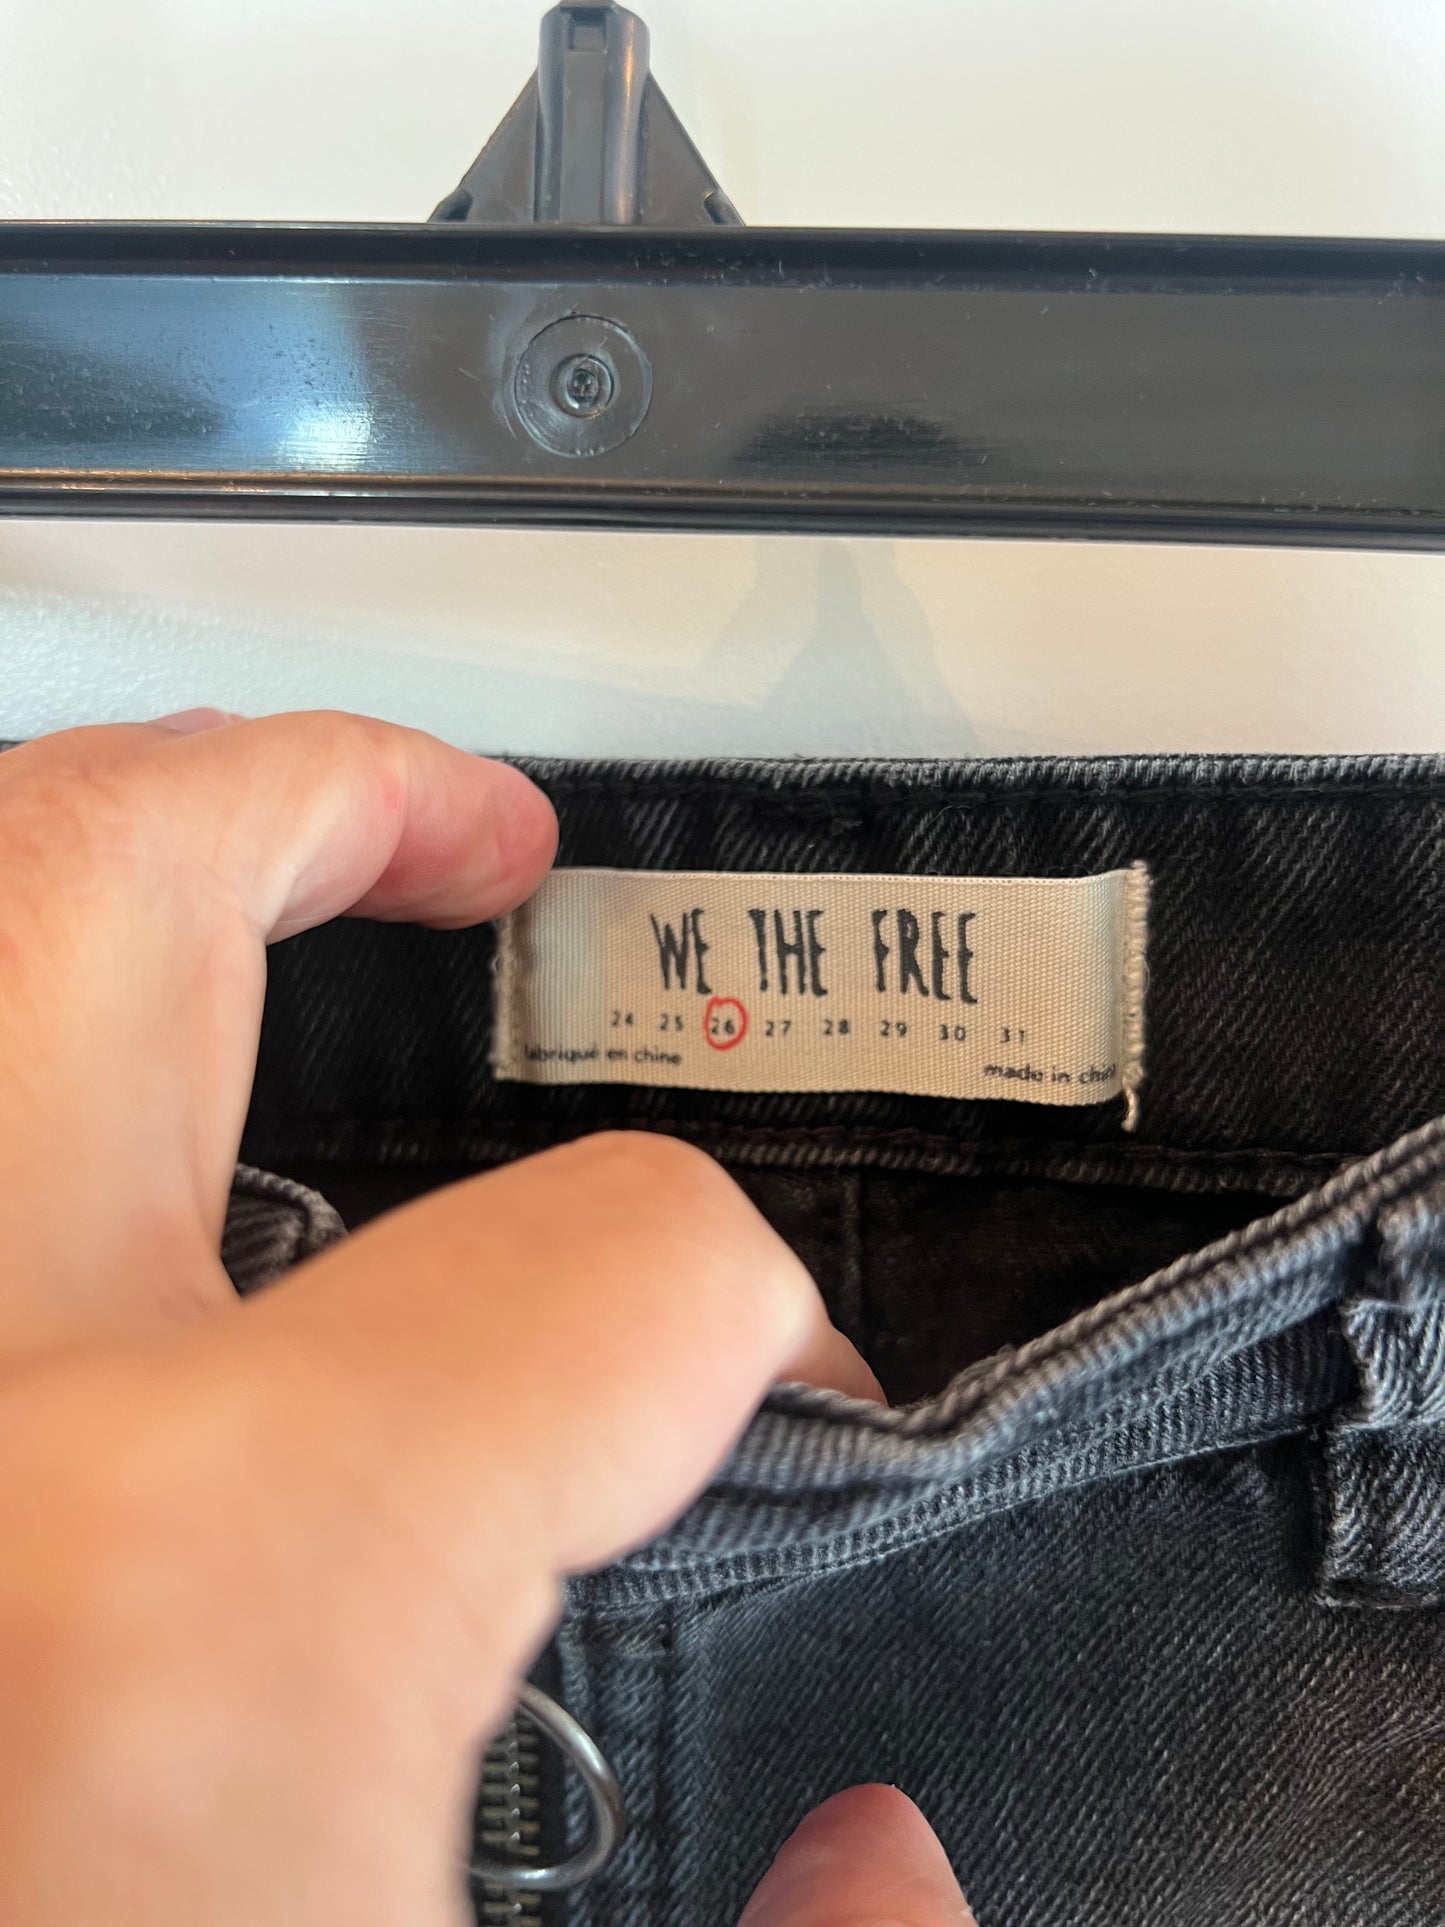 WE THE FREE
24 25 26 27 28 29 30 31
fabriqué en chine
made in china